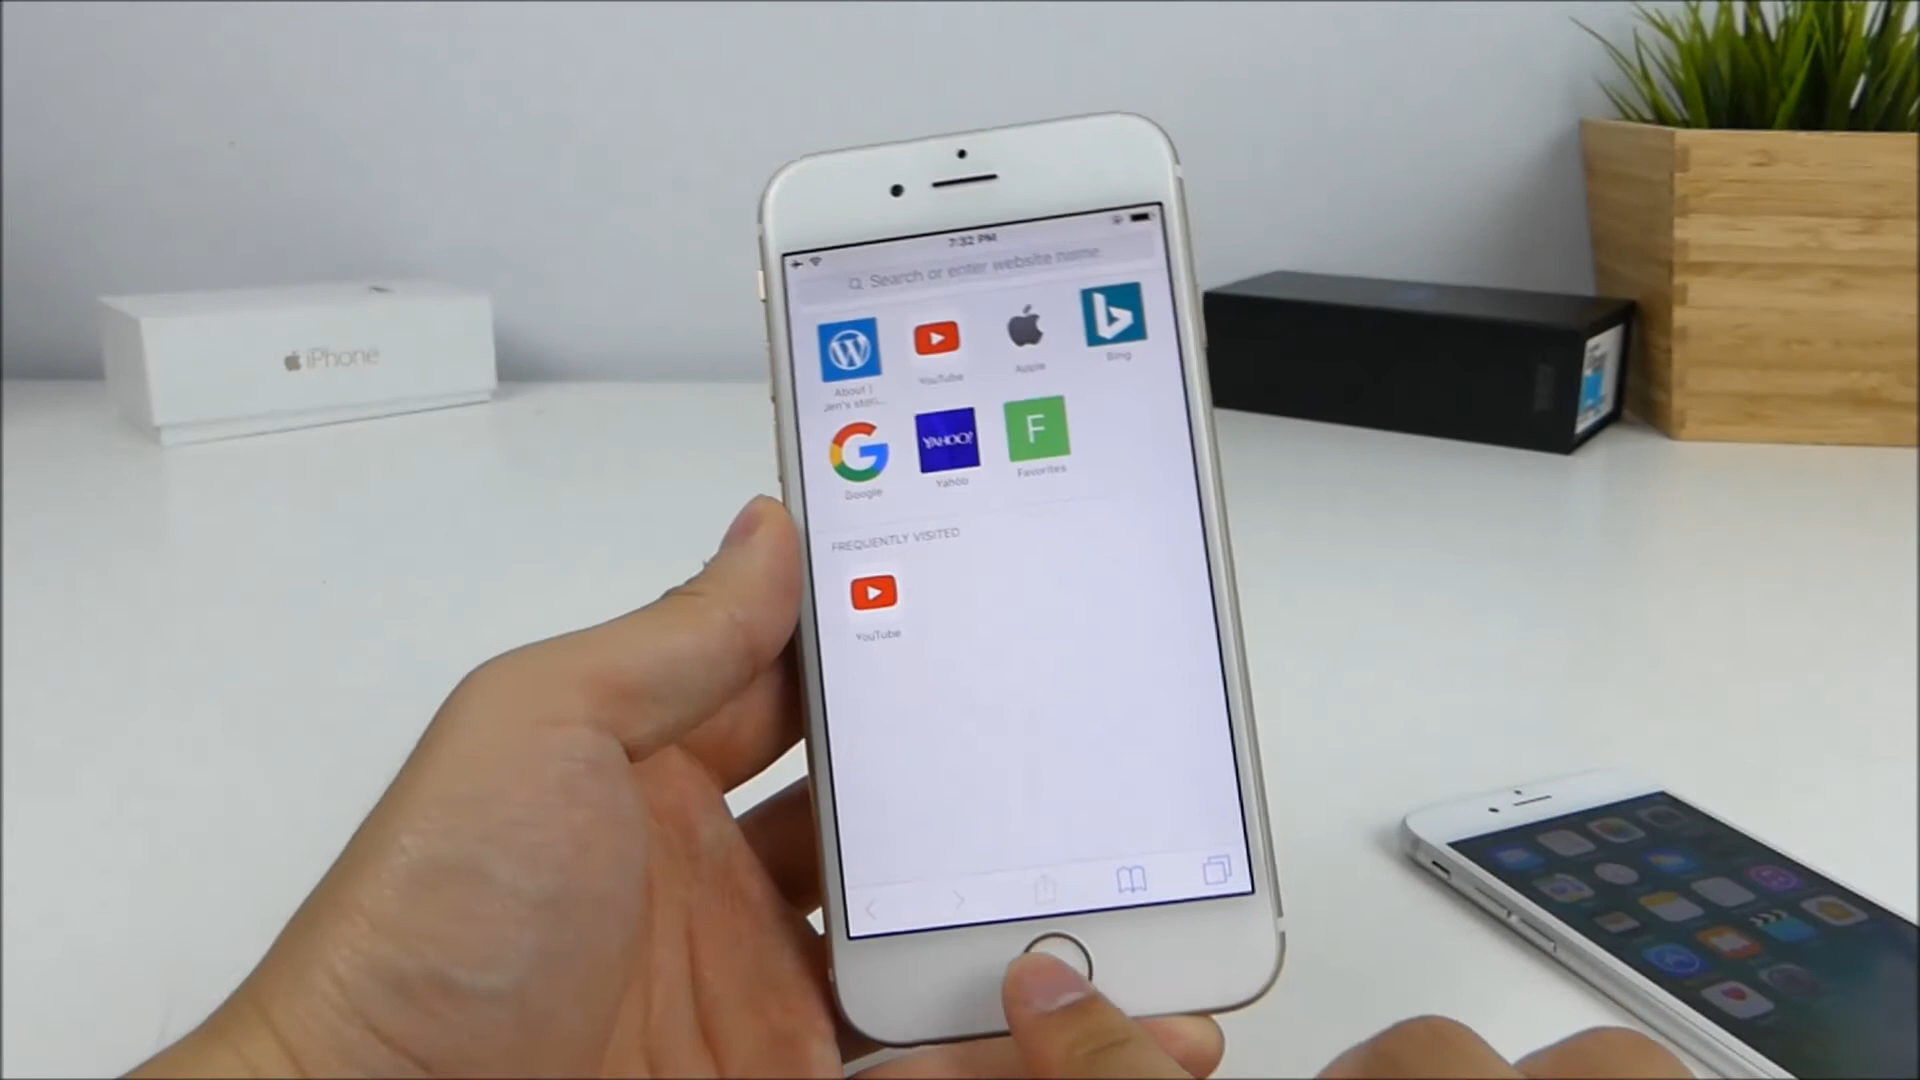 7:32 PM
Search or enter website name
About |
Jen's stori...
YouTube
Apple
Bing
YAHOO!
F
Google
Yahoo
Favorites
FREQUENTLY VISITED
YouTube
iPhone